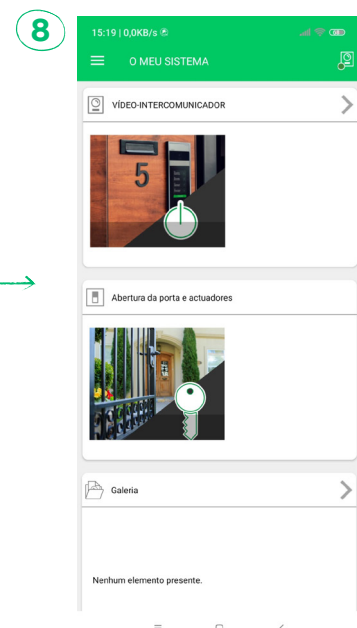 8
15:19 | 0,0KB/s
O MEU SISTEMA
VÍDEO-INTERCOMUNICADOR
5
Abertura da porta e actuadores
Galeria
Nenhum elemento presente.